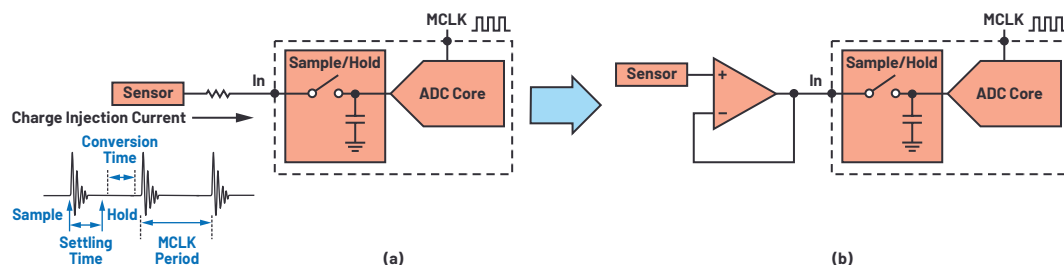 MCLK
Sample/Hold
In
Sensor
ADC Core
Charge Injection Current
Conversion
Time
Sample
Hold
Settling
Time
MCLK
Period
(a)
MCLK
Sample/Hold
In
Sensor
+
−
ADC Core
(b)